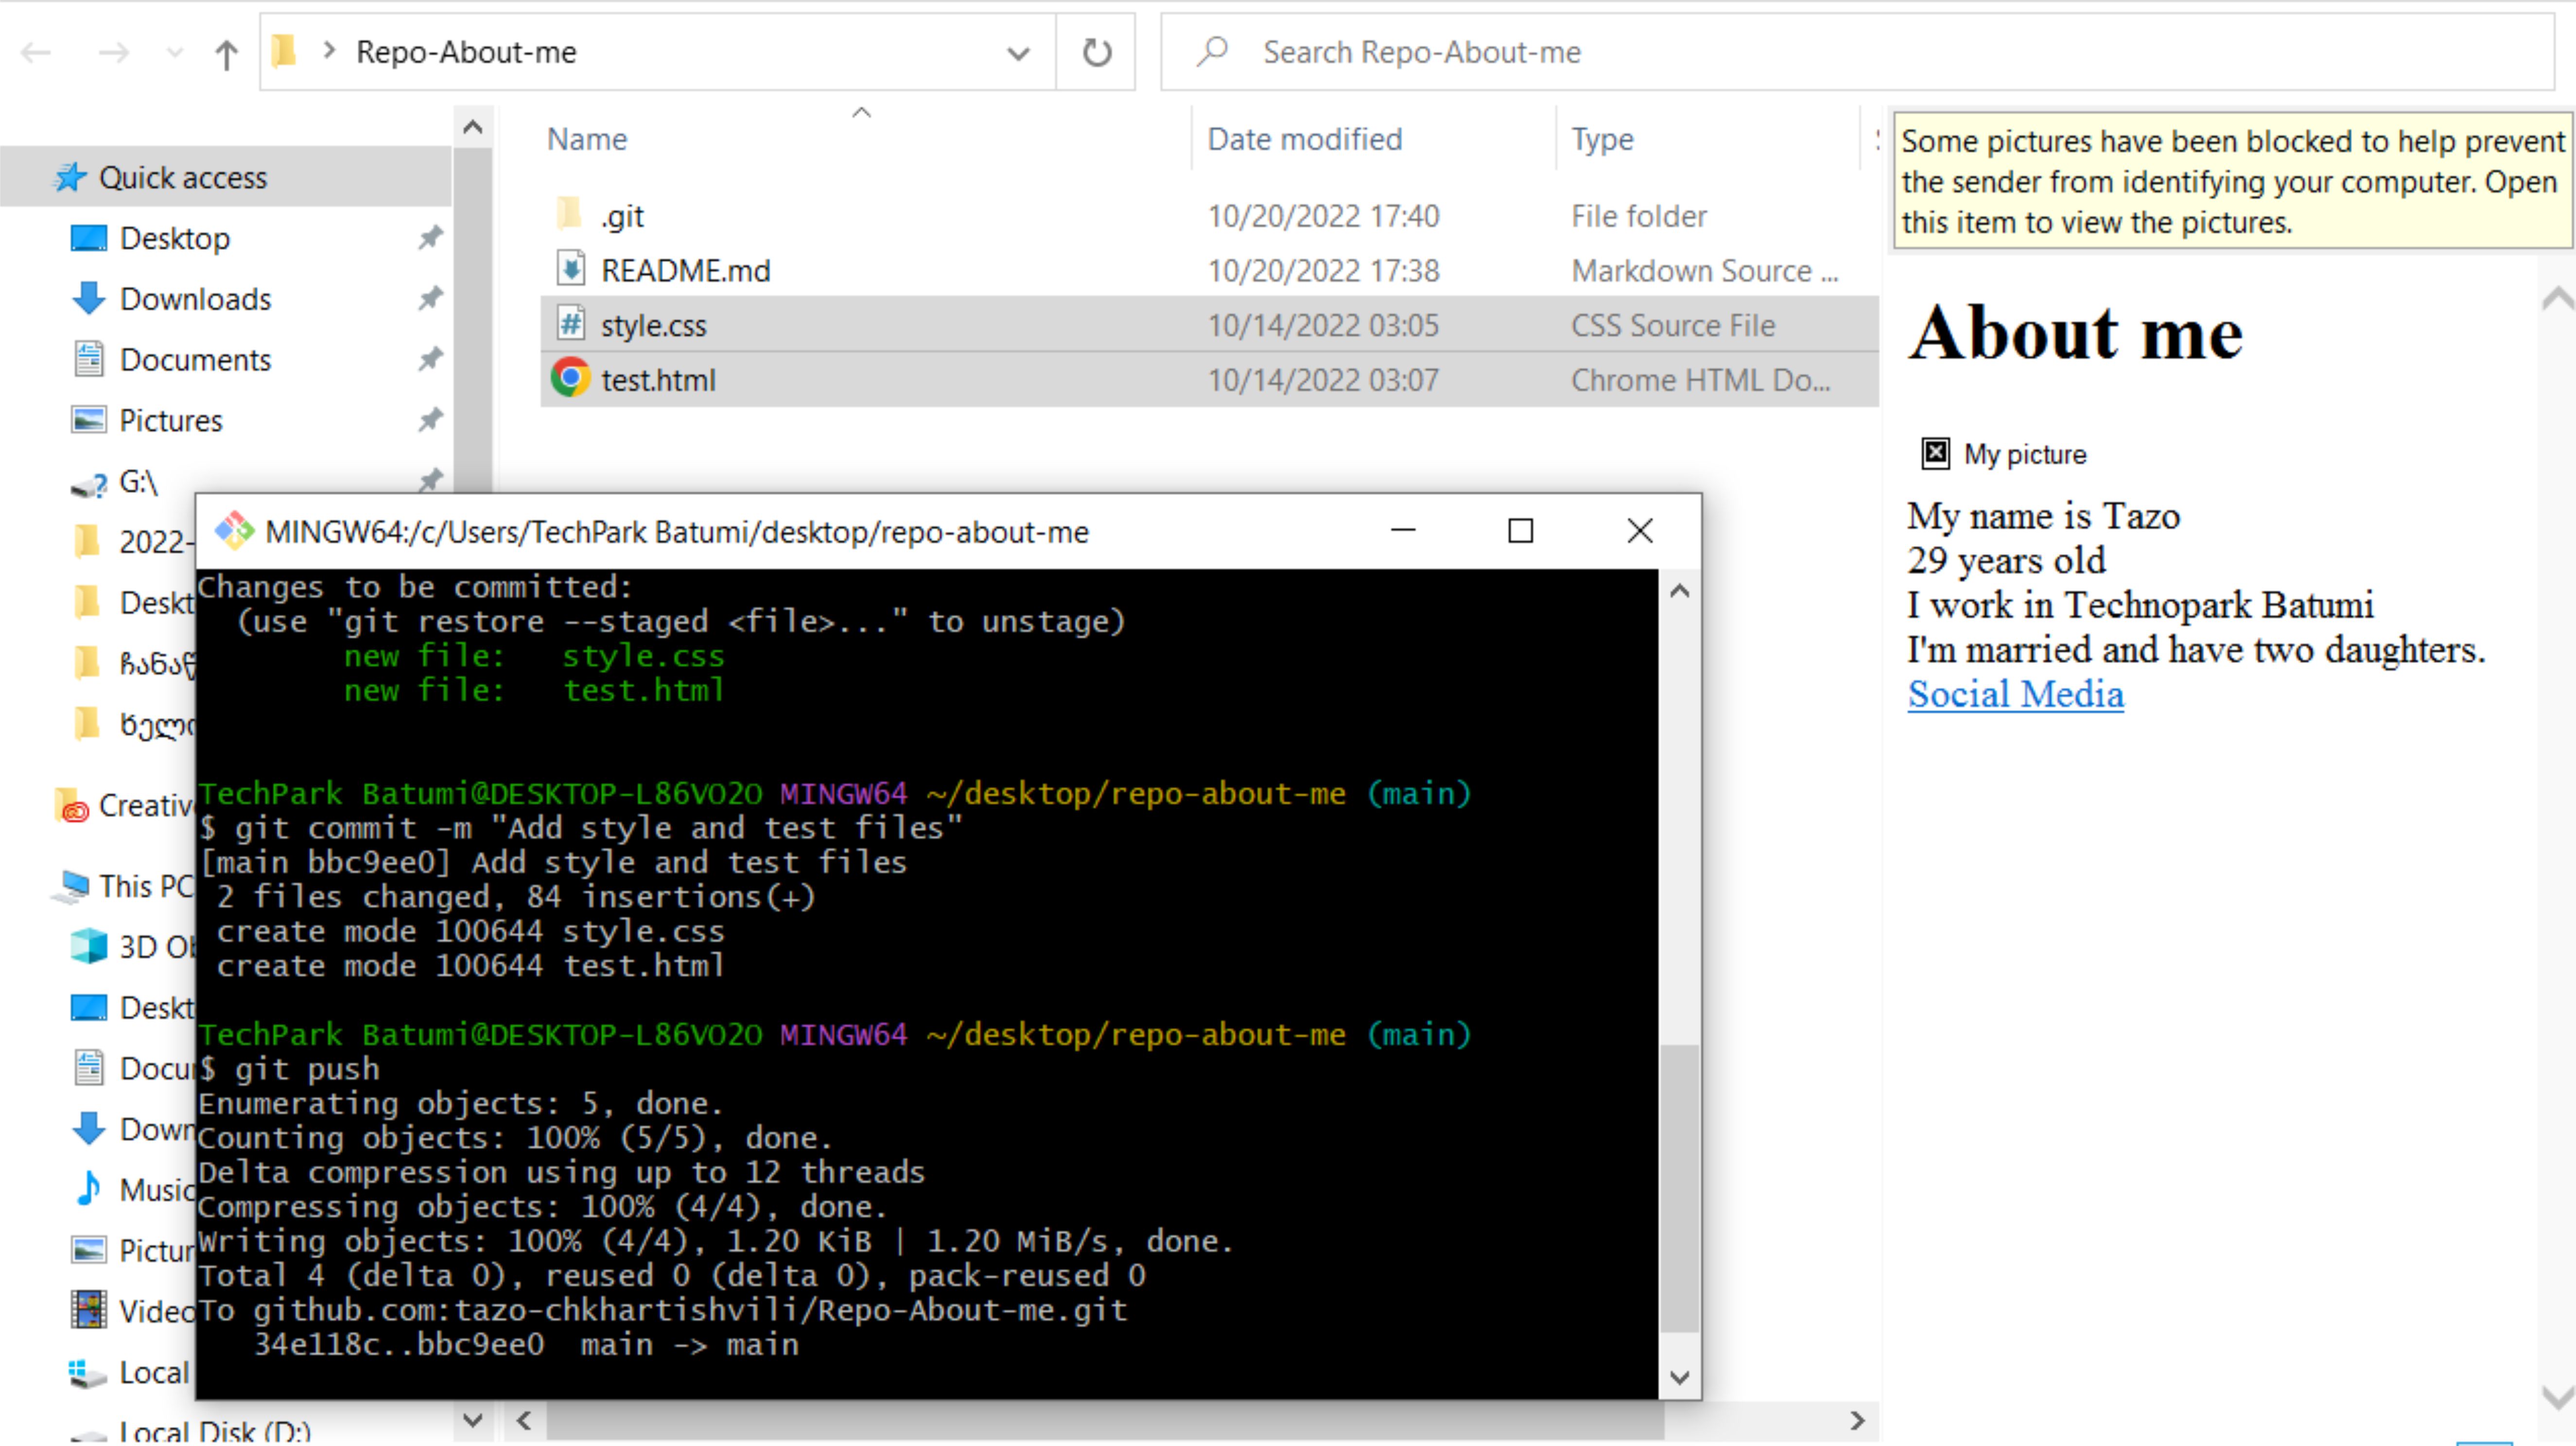 Repo-About-me
Search Repo-About-me
Name
Date modified
Type
Quick access
Desktop
Downloads
Documents
Pictures
G:\
2022-
Deskt
ჩანაწ
Creativ
This PC
3D Ob
Deskt
Docu
Down
Music
Pictur
Video
Local
Local Disk (D:)
.git 10/20/2022 17:40 File folder
README.md 10/20/2022 17:38 Markdown Source ...
style.css 10/14/2022 03:05 CSS Source File
test.html 10/14/2022 03:07 Chrome HTML Do...
MINGW64:/c/Users/TechPark Batumi/desktop/repo-about-me
Changes to be committed:
(use "git restore --staged <file>..." to unstage)
new file: style.css
new file: test.html
TechPark Batumi@DESKTOP-L86VO2O MINGW64 ~/desktop/repo-about-me (main)
$ git commit -m "Add style and test files"
[main bbc9ee0] Add style and test files
2 files changed, 84 insertions(+)
create mode 100644 style.css
create mode 100644 test.html
TechPark Batumi@DESKTOP-L86VO2O MINGW64 ~/desktop/repo-about-me (main)
$ git push
Enumerating objects: 5, done.
Counting objects: 100% (5/5), done.
Delta compression using up to 12 threads
Compressing objects: 100% (4/4), done.
Writing objects: 100% (4/4), 1.20 KiB | 1.20 MiB/s, done.
Total 4 (delta 0), reused 0 (delta 0), pack-reused 0
To github.com:tazo-chkhartishvili/Repo-About-me.git
34e118c..bbc9ee0 main -> main
Some pictures have been blocked to help prevent
the sender from identifying your computer. Open
this item to view the pictures.
About me
My picture
My name is Tazo
29 years old
I work in Technopark Batumi
I'm married and have two daughters.
Social Media